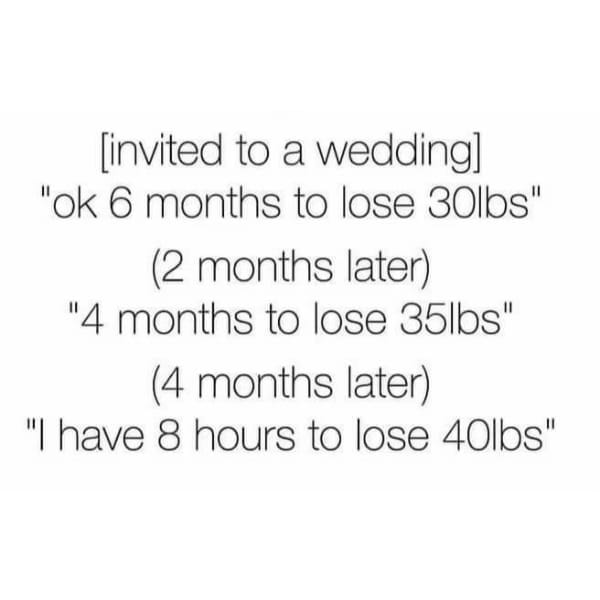 [invited to a wedding]
"ok 6 months to lose 30lbs"
(2 months later)
"4 months to lose 35lbs"
(4 months later)
"I have 8 hours to lose 40lbs"